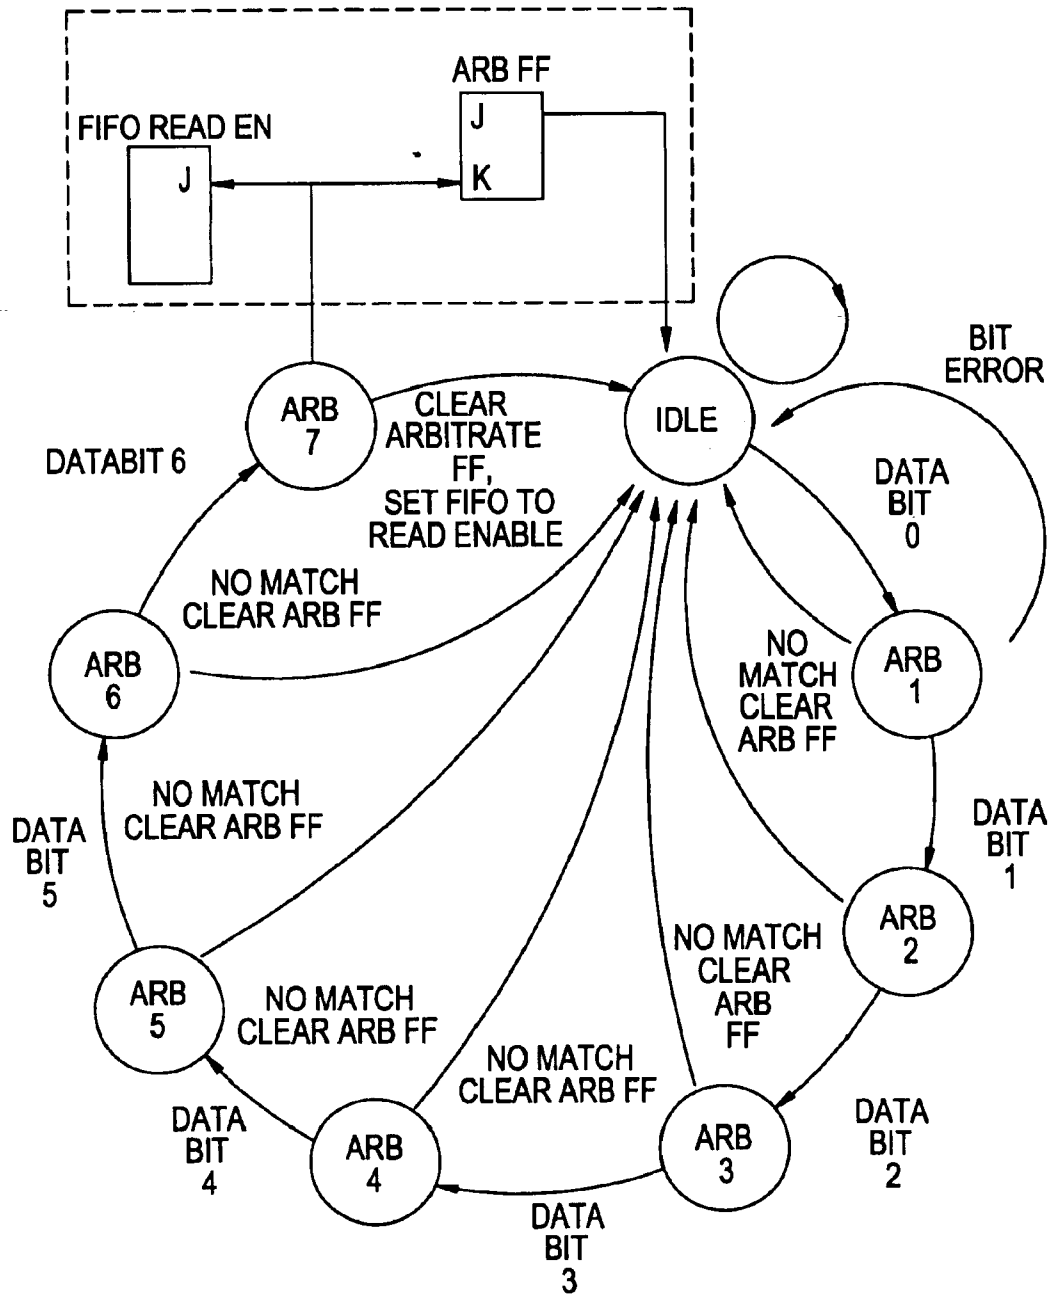 ARB FF
J
FIFO READ EN
J
K
BIT
ERROR
IDLE
ARB
7
CLEAR
ARBITRATE
FF,
SET FIFO TO
READ ENABLE
DATABIT 6
DATA
BIT
0
NO MATCH
CLEAR ARB FF
NO
MATCH
CLEAR
ARB FF
ARB
1
ARB
6
NO MATCH
CLEAR ARB FF
DATA
BIT
5
DATA
BIT
1
ARB
2
NO MATCH
CLEAR
ARB
FF
ARB
5
NO MATCH
CLEAR ARB FF
NO MATCH
CLEAR ARB FF
DATA
BIT
4
ARB
4
ARB
3
DATA
BIT
2
DATA
BIT
3